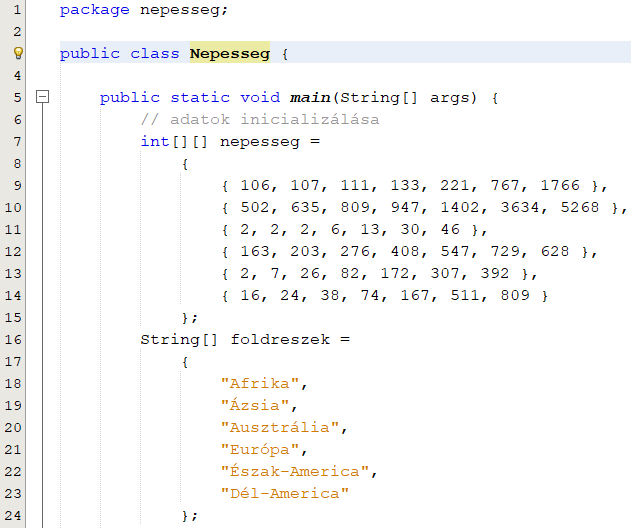 1 package nepesseg;
2
3 public class Nepesseg {
4
5 public static void main(String[] args) {
6 // adatok inicializálása
7 int[][] nepesseg =
8 {
9 { 106, 107, 111, 133, 221, 767, 1766 },
10 { 502, 635, 809, 947, 1402, 3634, 5268 },
11 { 2, 2, 2, 6, 13, 30, 46 },
12 { 163, 203, 276, 408, 547, 729, 628 },
13 { 2, 7, 26, 82, 172, 307, 392 },
14 { 16, 24, 38, 74, 167, 511, 809 }
15 };
16 String[] foldreszek =
17 {
18 "Afrika",
19 "Ázsia",
20 "Ausztrália",
21 "Európa",
22 "Észak-America",
23 "Dél-America"
24 };